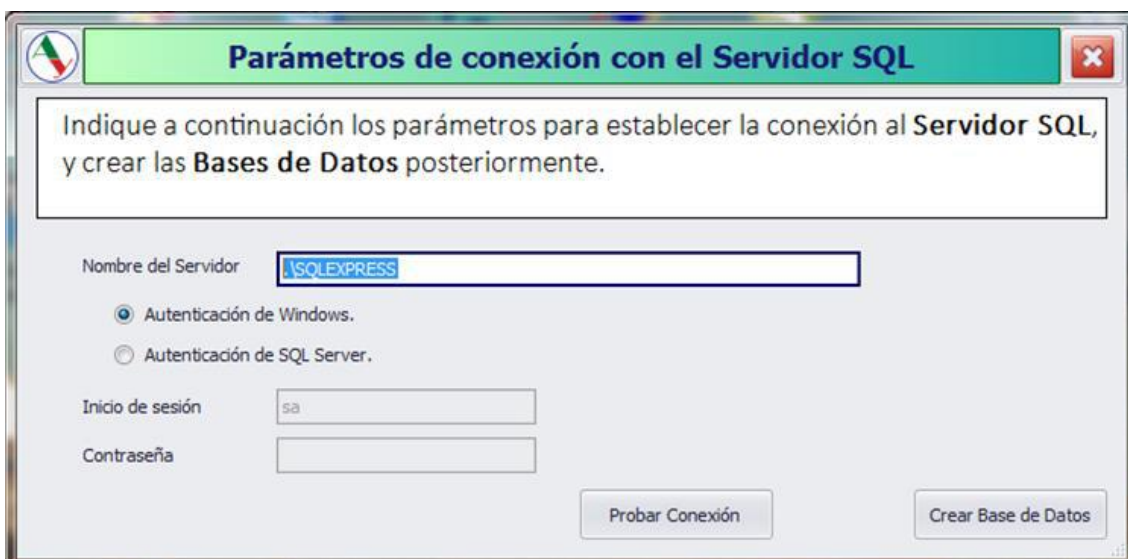 Parámetros de conexión con el Servidor SQL
Indique a continuación los parámetros para establecer la conexión al Servidor SQL,
y crear las Bases de Datos posteriormente.
Nombre del Servidor
.\SQLEXPRESS
Autenticación de Windows.
Autenticación de SQL Server.
Inicio de sesión
sa
Contraseña
Probar Conexión
Crear Base de Datos